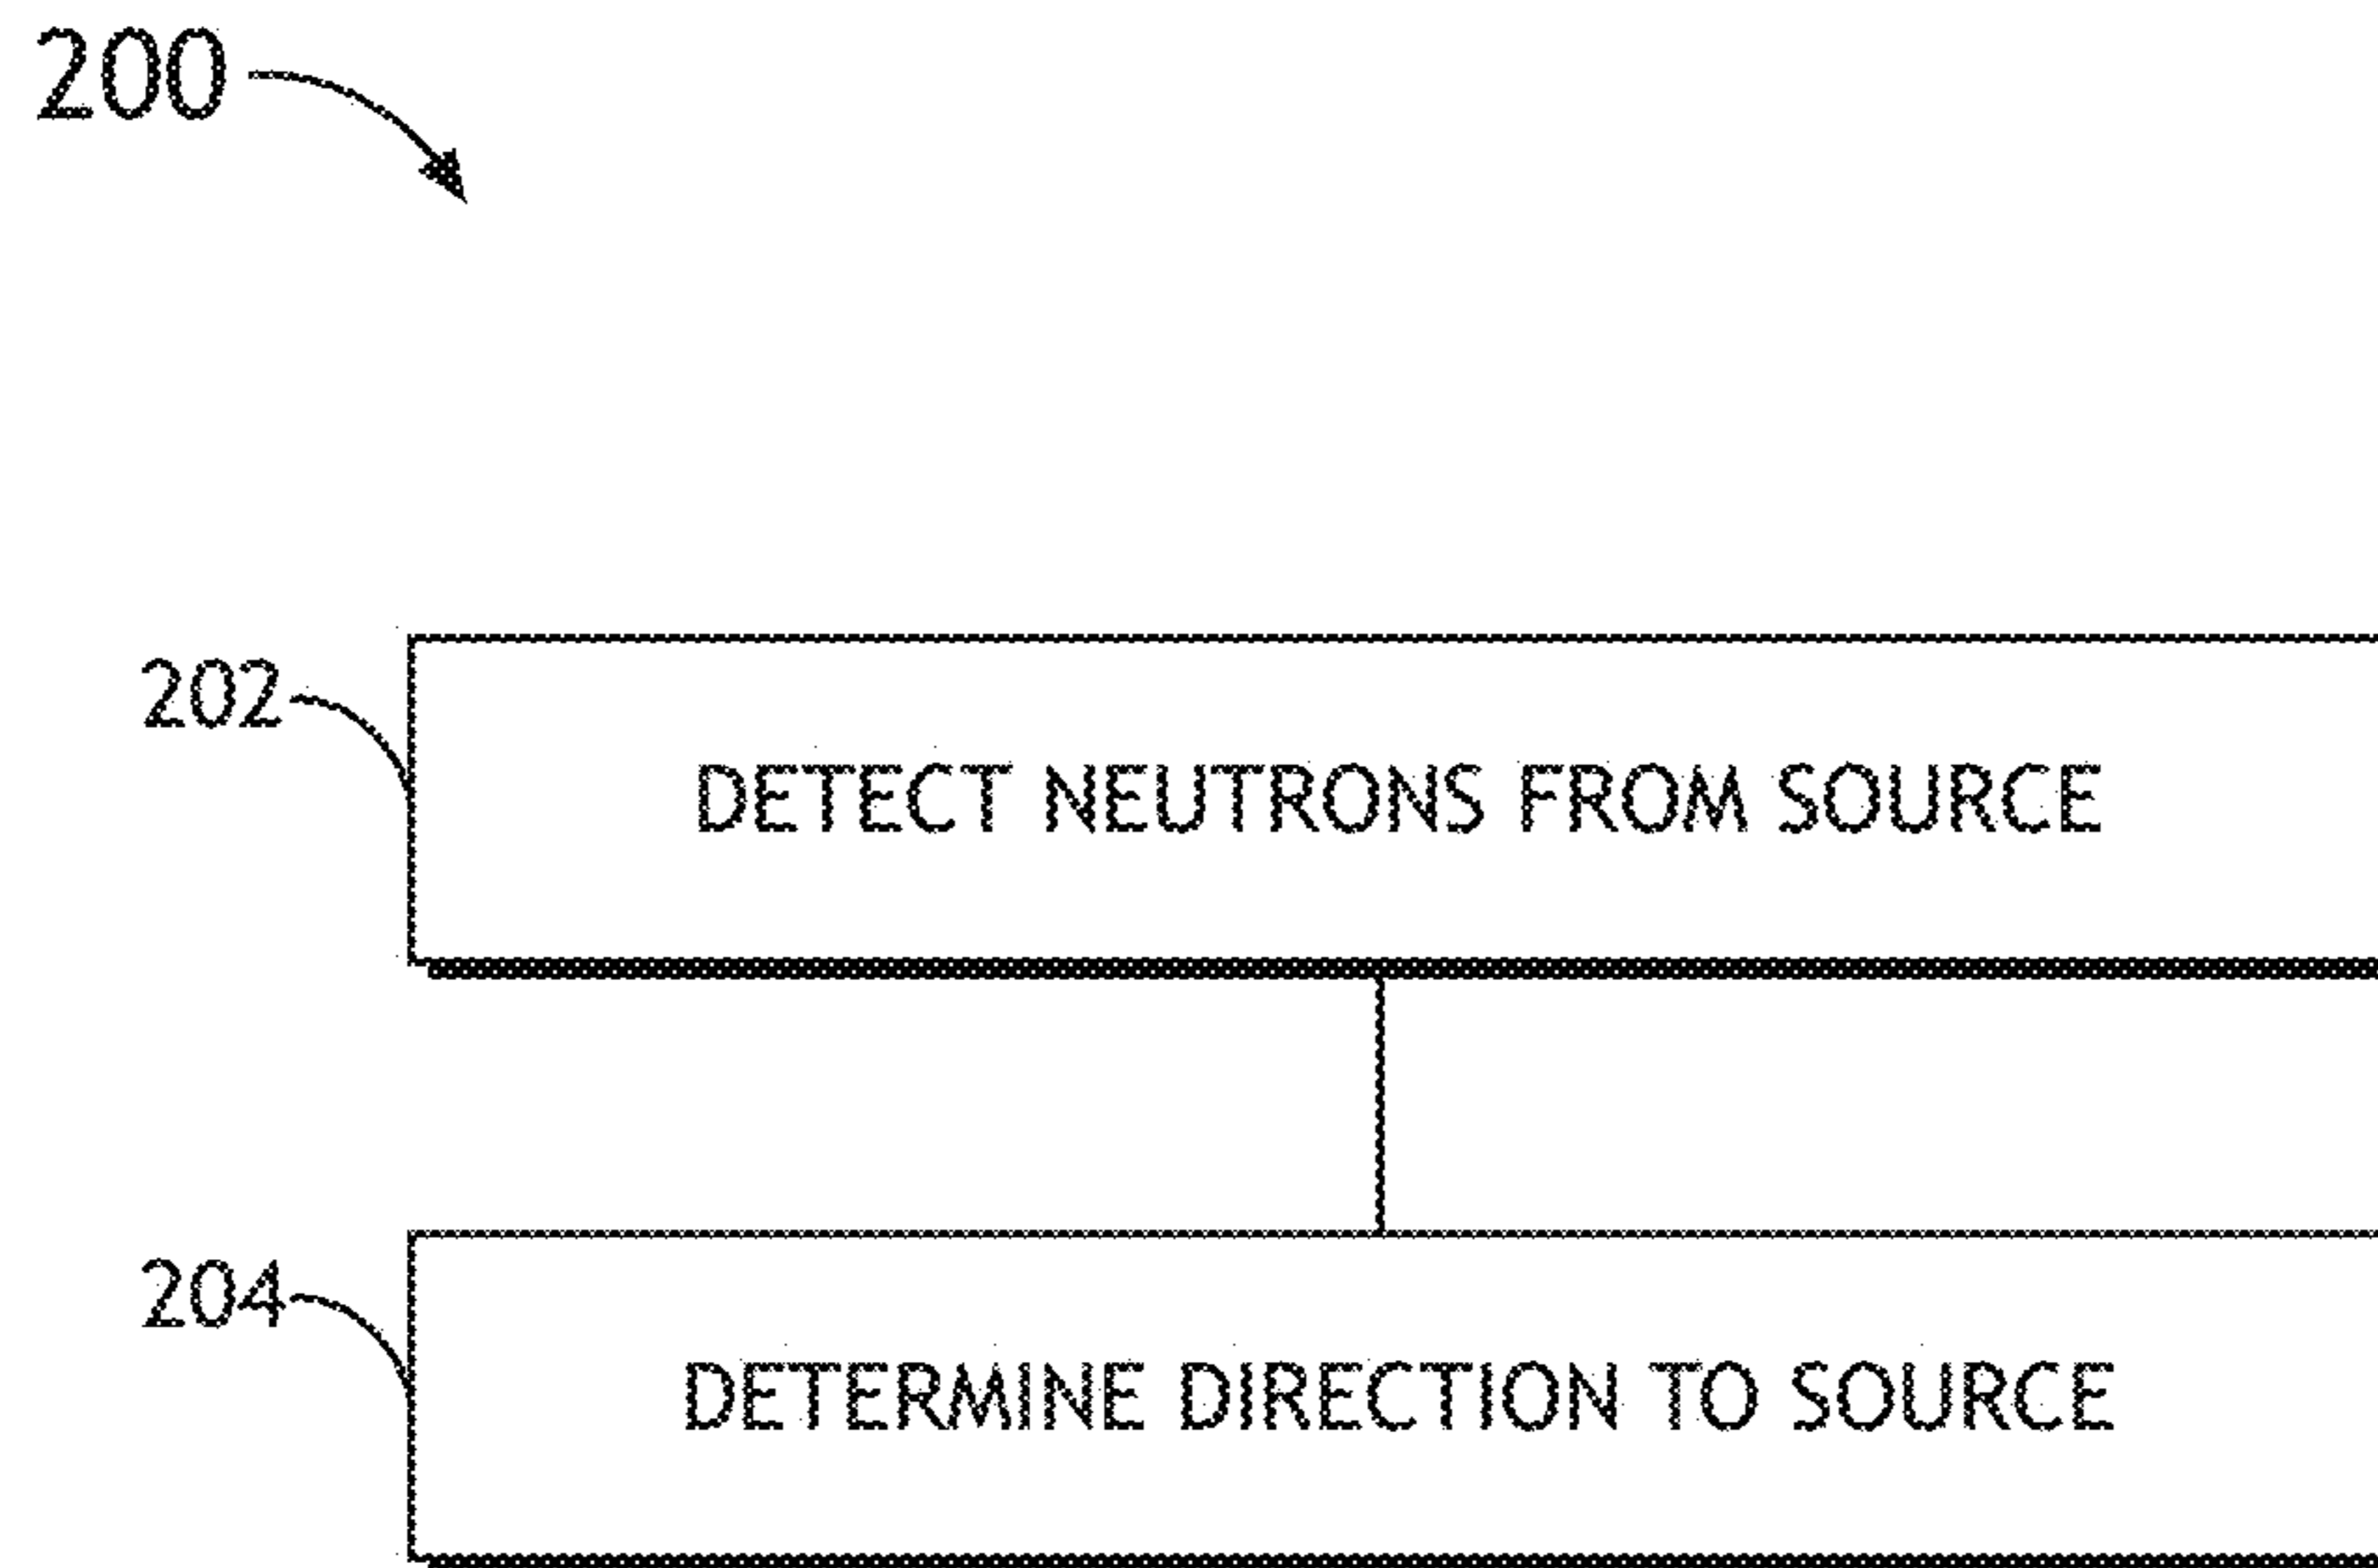 200
202
DETECT NEUTRONS FROM SOURCE
204
DETERMINE DIRECTION TO SOURCE